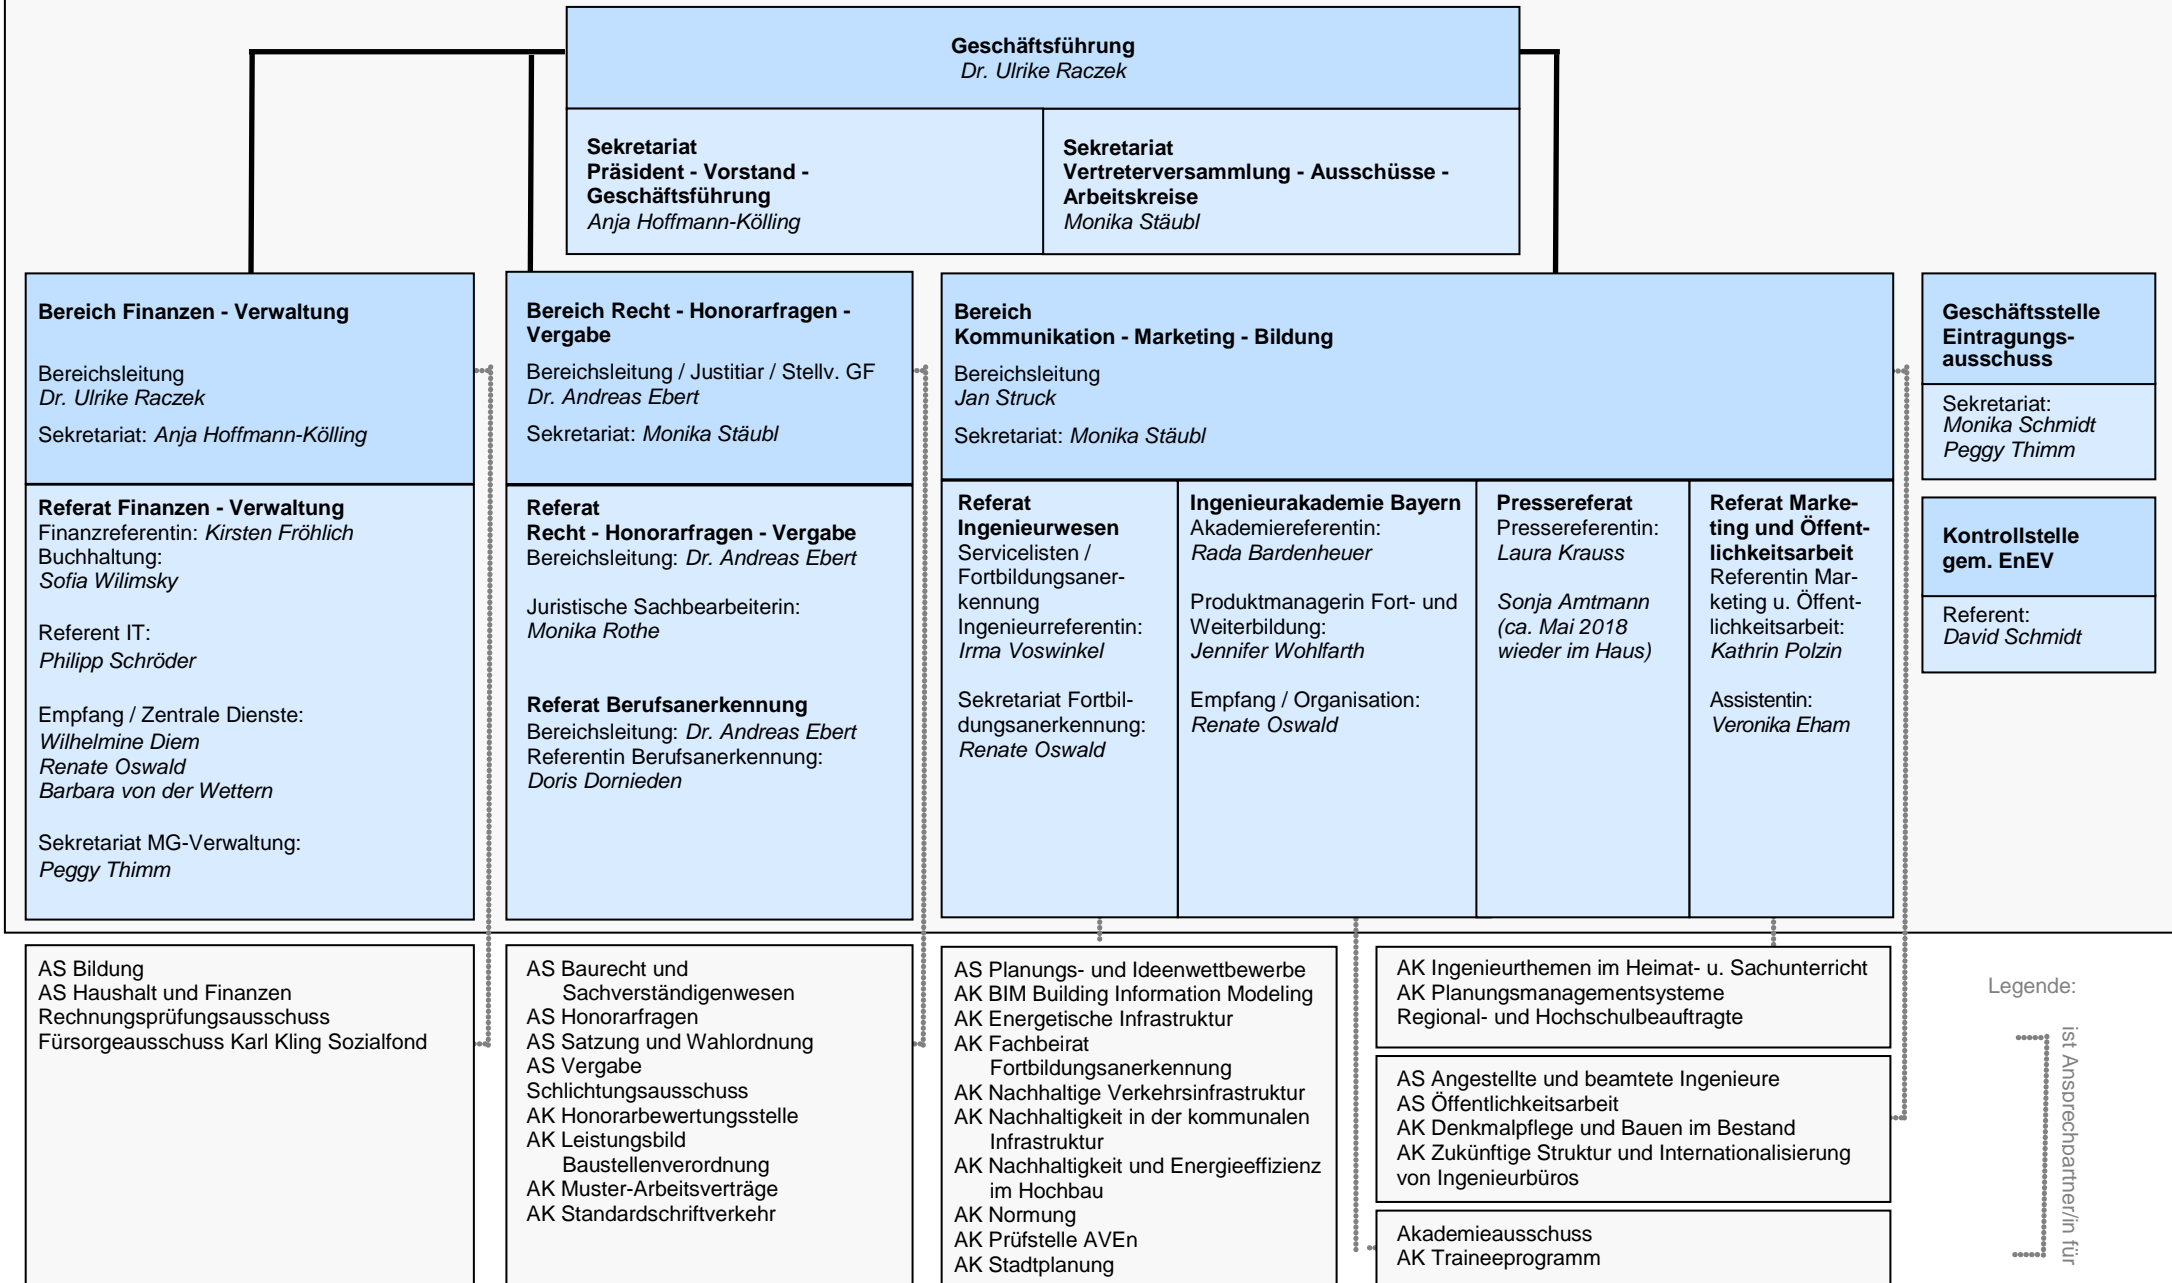 Geschäftsführung
Dr. Ulrike Raczek
Sekretariat
Präsident - Vorstand -
Geschäftsführung
Anja Hoffmann-Kölling
Sekretariat
Vertreterversammlung - Ausschüsse -
Arbeitskreise
Monika Stäubl
Bereich Finanzen - Verwaltung
Bereichsleitung
Dr. Ulrike Raczek
Sekretariat: Anja Hoffmann-Kölling
Referat Finanzen - Verwaltung
Finanzreferentin: Kirsten Fröhlich
Buchhaltung:
Sofia Wilimsky
Referent IT:
Philipp Schröder
Empfang / Zentrale Dienste:
Wilhelmine Diem
Renate Oswald
Barbara von der Wettern
Sekretariat MG-Verwaltung:
Peggy Thimm
Bereich Recht - Honorarfragen -
Vergabe
Bereichsleitung / Justitiar / Stellv. GF
Dr. Andreas Ebert
Sekretariat: Monika Stäubl
Referat
Recht - Honorarfragen - Vergabe
Bereichsleitung: Dr. Andreas Ebert
Juristische Sachbearbeiterin:
Monika Rothe
Referat Berufsanerkennung
Bereichsleitung: Dr. Andreas Ebert
Referentin Berufsanerkennung:
Doris Dornieden
Bereich
Kommunikation - Marketing - Bildung
Bereichsleitung
Jan Struck
Sekretariat: Monika Stäubl
Referat
Ingenieurwesen
Servicelisten /
Fortbildungsaner-
kennung
Ingenieurreferentin:
Irma Voswinkel
Sekretariat Fortbil-
dungsanerkennung:
Renate Oswald
Ingenieurakademie Bayern
Akademiereferentin:
Rada Bardenheuer
Produktmanagerin Fort- und
Weiterbildung:
Jennifer Wohlfarth
Empfang / Organisation:
Renate Oswald
Pressereferat
Pressereferentin:
Laura Krauss
Sonja Amtmann
(ca. Mai 2018
wieder im Haus)
Referat Marke-
ting und Öffent-
lichkeitsarbeit
Referentin Mar-
keting u. Öffent-
lichkeitsarbeit:
Kathrin Polzin
Assistentin:
Veronika Eham
Geschäftsstelle
Eintragungs-
ausschuss
Sekretariat:
Monika Schmidt
Peggy Thimm
Kontrollstelle
gem. EnEV
Referent:
David Schmidt
AS Bildung
AS Haushalt und Finanzen
Rechnungsprüfungsausschuss
Fürsorgeausschuss Karl Kling Sozialfond
AS Baurecht und
Sachverständigenwesen
AS Honorarfragen
AS Satzung und Wahlordnung
AS Vergabe
Schlichtungsausschuss
AK Honorarbewertungsstelle
AK Leistungsbild
Baustellenverordnung
AK Muster-Arbeitsverträge
AK Standardschriftverkehr
AS Planungs- und Ideenwettbewerbe
AK BIM Building Information Modeling
AK Energetische Infrastruktur
AK Fachbeirat
Fortbildungsanerkennung
AK Nachhaltige Verkehrsinfrastruktur
AK Nachhaltigkeit in der kommunalen
Infrastruktur
AK Nachhaltigkeit und Energieeffizienz
im Hochbau
AK Normung
AK Prüfstelle AVEn
AK Stadtplanung
AK Ingenieurthemen im Heimat- u. Sachunterricht
AK Planungsmanagementsysteme
Regional- und Hochschulbeauftragte
AS Angestellte und beamtete Ingenieure
AS Öffentlichkeitsarbeit
AK Denkmalpflege und Bauen im Bestand
AK Zukünftige Struktur und Internationalisierung
von Ingenieurbüros
Akademieausschuss
AK Traineeprogramm
Legende:
ist Ansprechpartner/in für